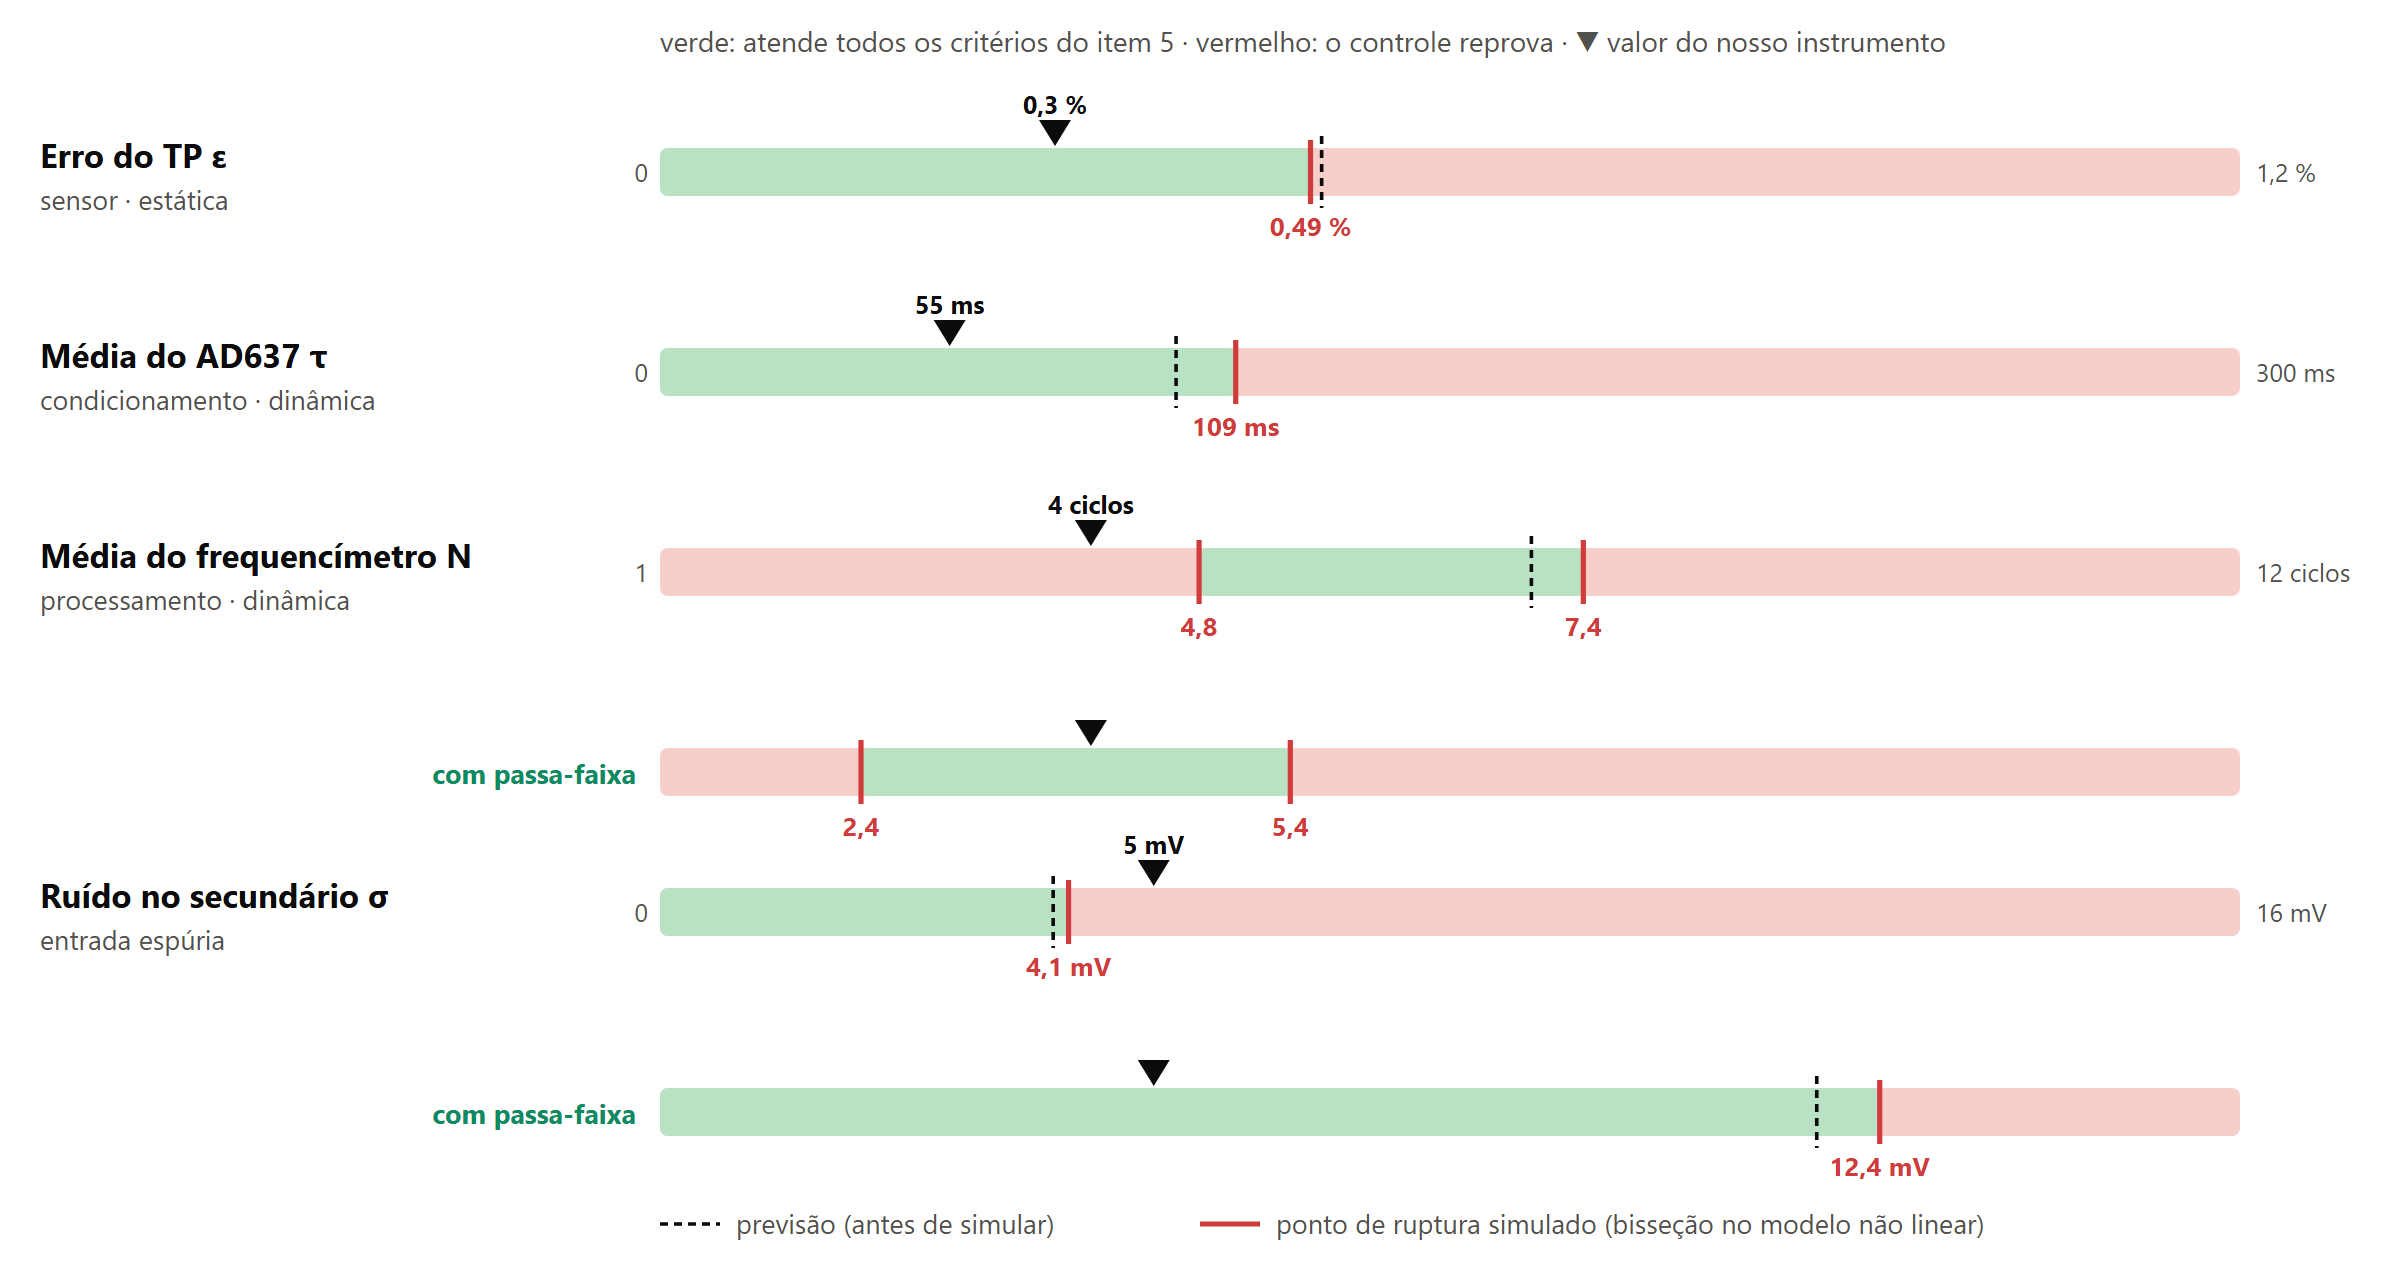 verde: atende todos os critérios do item 5 · vermelho: o controle reprova · ▼ valor do nosso instrumento
0,3 %
Erro do TP ε
sensor · estática
0
1,2 %
0,49 %
55 ms
Média do AD637 τ
condicionamento · dinâmica
0
300 ms
109 ms
4 ciclos
Média do frequencímetro N
processamento · dinâmica
1
12 ciclos
4,8
7,4
com passa-faixa
2,4
5,4
5 mV
Ruído no secundário σ
entrada espúria
0
16 mV
4,1 mV
com passa-faixa
12,4 mV
previsão (antes de simular)
ponto de ruptura simulado (bisseção no modelo não linear)